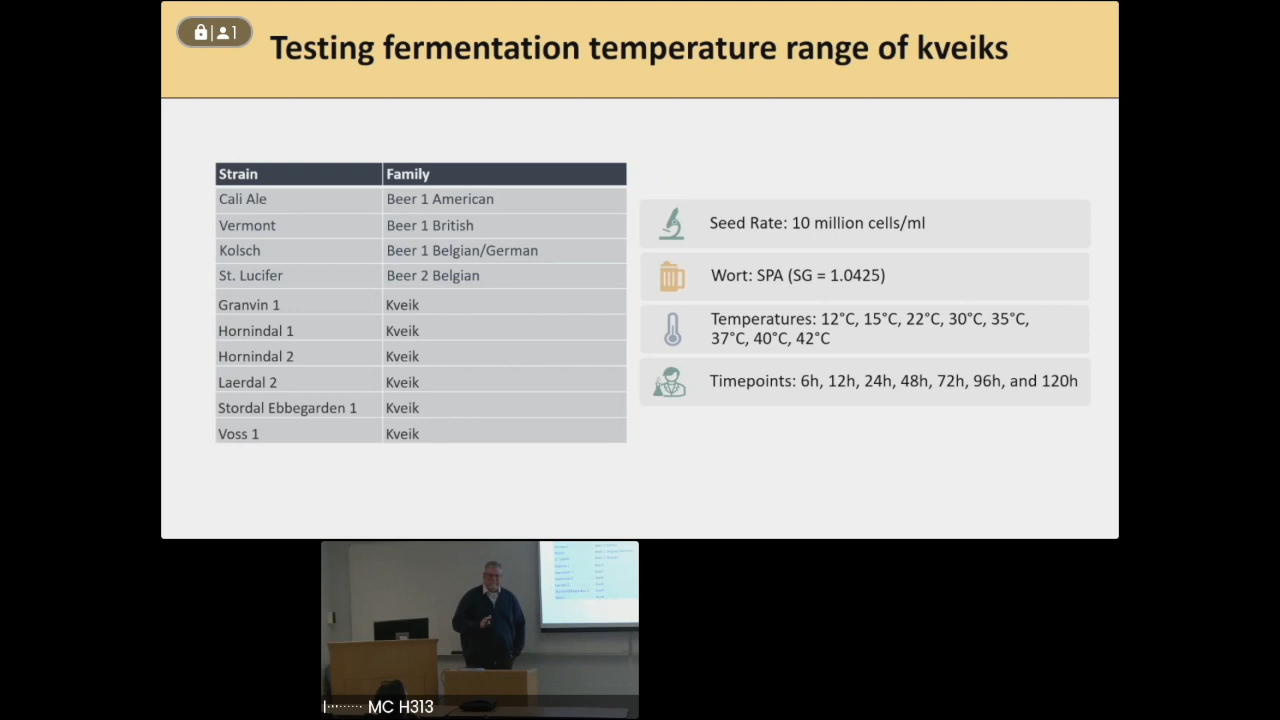 1
Testing fermentation temperature range of kveiks
Strain Family
Cali Ale Beer 1 American
Vermont Beer 1 British
Kolsch Beer 1 Belgian/German
St. Lucifer Beer 2 Belgian
Granvin 1 Kveik
Hornindal 1 Kveik
Hornindal 2 Kveik
Laerdal 2 Kveik
Stordal Ebbegarden 1 Kveik
Voss 1 Kveik
Seed Rate: 10 million cells/ml
Wort: SPA (SG = 1.0425)
Temperatures: 12°C, 15°C, 22°C, 30°C, 35°C,
37°C, 40°C, 42°C
Timepoints: 6h, 12h, 24h, 48h, 72h, 96h, and 120h
MC H313